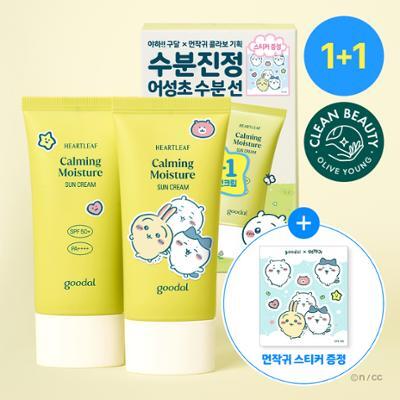 야하!! 구달 × 먼작귀 콜라보 기획
스티커 증정
수분진정
어성초 수분 선
1+1
CLEAN BEAUTY
OLIVE YOUNG
HEARTLEAF
Calming
Moisture
SUN CREAM
SPF 50+
PA++++
goodal
HEARTLEAF
Calming
Moisture
SUN CREAM
goodal
+
goodal × 먼작귀
먼작귀 스티커 증정
©n/cc